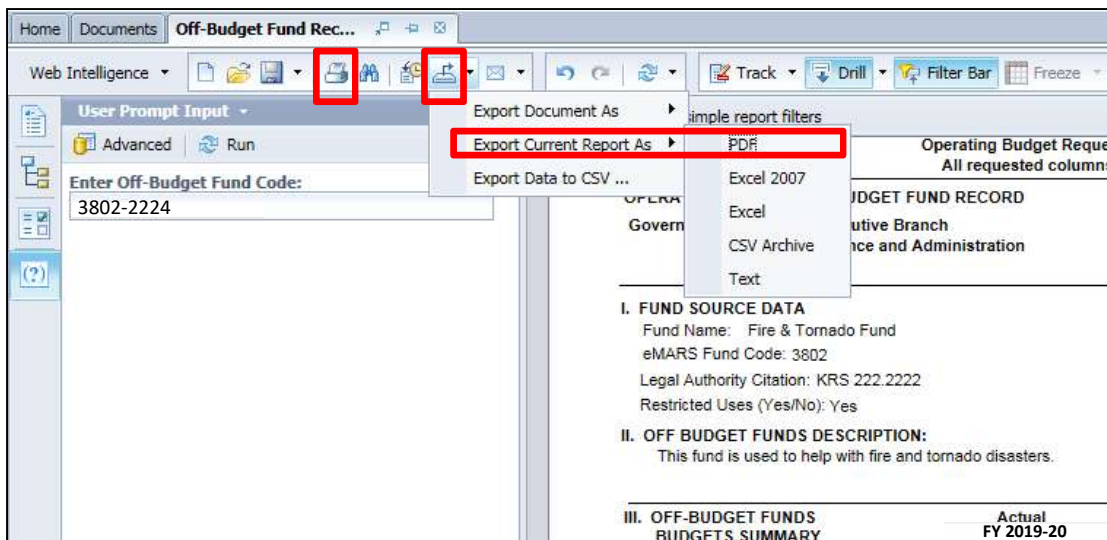 Home Documents Off-Budget Fund Rec...
Web Intelligence Track Drill Filter Bar Freeze
User Prompt Input
Advanced Run
Enter Off-Budget Fund Code:
3802-2224
Export Document As
Export Current Report As
Export Data to CSV ...
PDF
Excel 2007
Excel
CSV Archive
Text
simple report filters
Operating Budget Reque
All requested column
OPERA JDGET FUND RECORD
Govern utive Branch
nce and Administration
I. FUND SOURCE DATA
Fund Name: Fire & Tornado Fund
eMARS Fund Code: 3802
Legal Authority Citation: KRS 222.2222
Restricted Uses (Yes/No): Yes
II. OFF BUDGET FUNDS DESCRIPTION:
This fund is used to help with fire and tornado disasters.
III. OFF-BUDGET FUNDS Actual
BUDGETS SUMMARY FY 2019-20